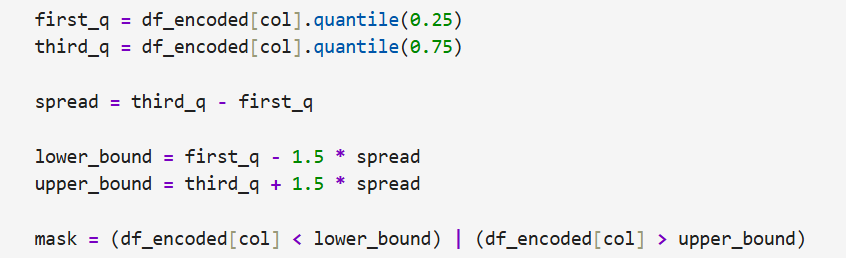 first_q = df_encoded[col].quantile(0.25)
third_q = df_encoded[col].quantile(0.75)
spread = third_q - first_q
lower_bound = first_q - 1.5 * spread
upper_bound = third_q + 1.5 * spread
mask = (df_encoded[col] < lower_bound) | (df_encoded[col] > upper_bound)